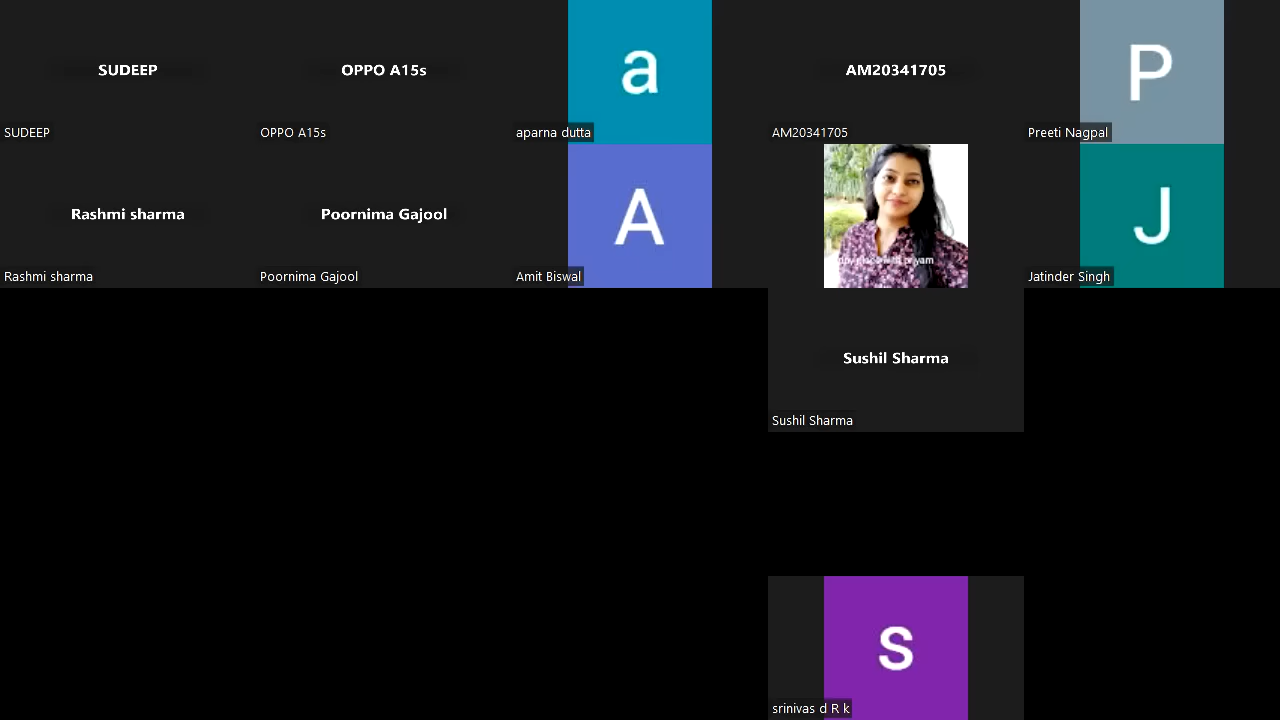 SUDEEP
SUDEEP
OPPO A15s
OPPO A15s
a
aparna dutta
AM20341705
AM20341705
P
Preeti Nagpal
Rashmi sharma
Rashmi sharma
Poornima Gajool
Poornima Gajool
A
Amit Biswal
J
Jatinder Singh
Sushil Sharma
Sushil Sharma
s
srinivas d R k